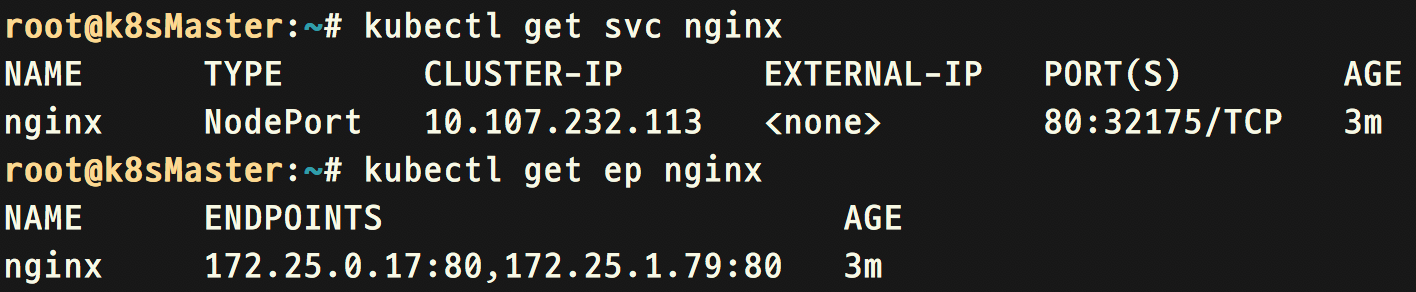 root@k8sMaster:~# kubectl get svc nginx
NAME      TYPE       CLUSTER-IP       EXTERNAL-IP   PORT(S)        AGE
nginx     NodePort   10.107.232.113   <none>        80:32175/TCP   3m
root@k8sMaster:~# kubectl get ep nginx
NAME      ENDPOINTS                       AGE
nginx     172.25.0.17:80,172.25.1.79:80   3m